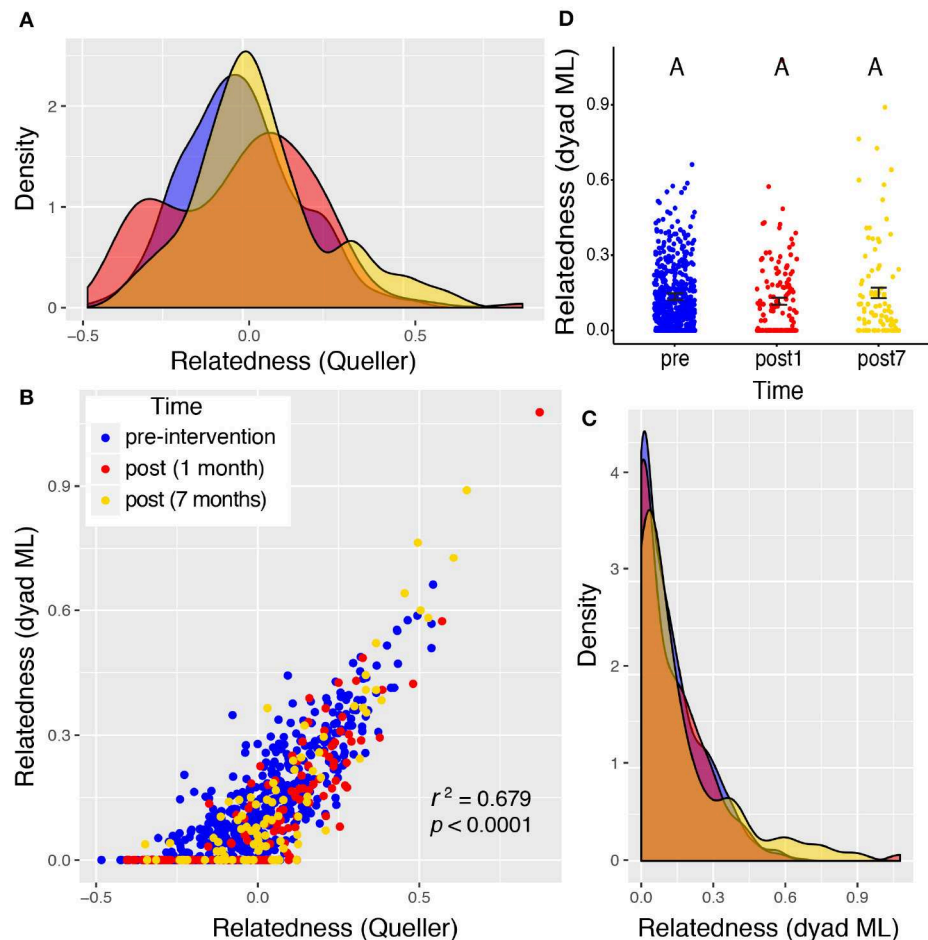 A
Density
2
1
0
−0.5
0.0
0.5
Relatedness (Queller)
D
Relatedness (dyad ML)
0.9
0.6
0.3
0.0
A
A
A
pre
post1
post7
Time
B
Relatedness (dyad ML)
0.9
0.6
0.3
0.0
Time
pre-intervention
post (1 month)
post (7 months)
r² = 0.679
p < 0.0001
−0.5
0.0
0.5
Relatedness (Queller)
C
Density
4
3
2
1
0
0.0
0.3
0.6
0.9
Relatedness (dyad ML)